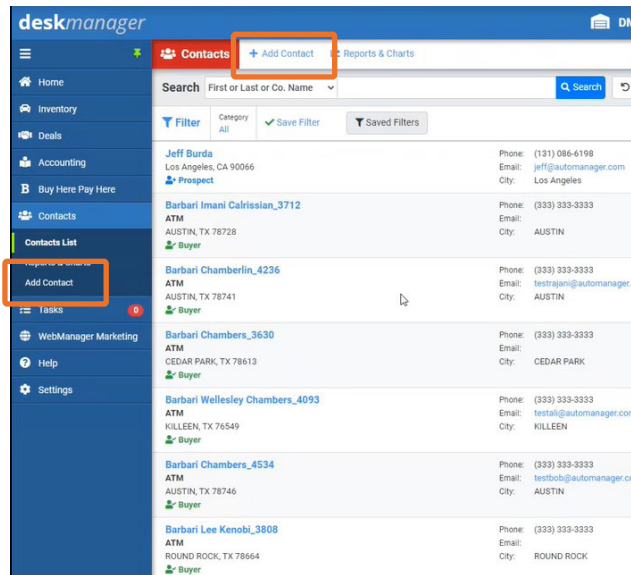 deskmanager
DM
Contacts
+ Add Contact
Reports & Charts
Home
Inventory
Deals
Accounting
B Buy Here Pay Here
Contacts
Contacts List
Reports & Charts
Add Contact
Tasks
0
WebManager Marketing
Help
Settings
Search
First or Last or Co. Name
Search
Filter
Category
All
Save Filter
Saved Filters
Jeff Burda
Los Angeles, CA 90066
Prospect
Phone: (131) 086-6198
Email: jeff@automanager.com
City: Los Angeles
Barbari Imani Calrissian_3712
ATM
AUSTIN, TX 78728
Buyer
Phone: (333) 333-3333
Email:
City: AUSTIN
Barbari Chamberlin_4236
ATM
AUSTIN, TX 78741
Buyer
Phone: (333) 333-3333
Email: testrajani@automanager.
City: AUSTIN
Barbari Chambers_3630
ATM
CEDAR PARK, TX 78613
Buyer
Phone: (333) 333-3333
Email:
City: CEDAR PARK
Barbari Wellesley Chambers_4093
ATM
KILLEEN, TX 76549
Buyer
Phone: (333) 333-3333
Email: testali@automanager.com
City: KILLEEN
Barbari Chambers_4534
ATM
AUSTIN, TX 78746
Buyer
Phone: (333) 333-3333
Email: testbob@automanager.co
City: AUSTIN
Barbari Lee Kenobi_3808
ATM
ROUND ROCK, TX 78664
Buyer
Phone: (333) 333-3333
Email:
City: ROUND ROCK